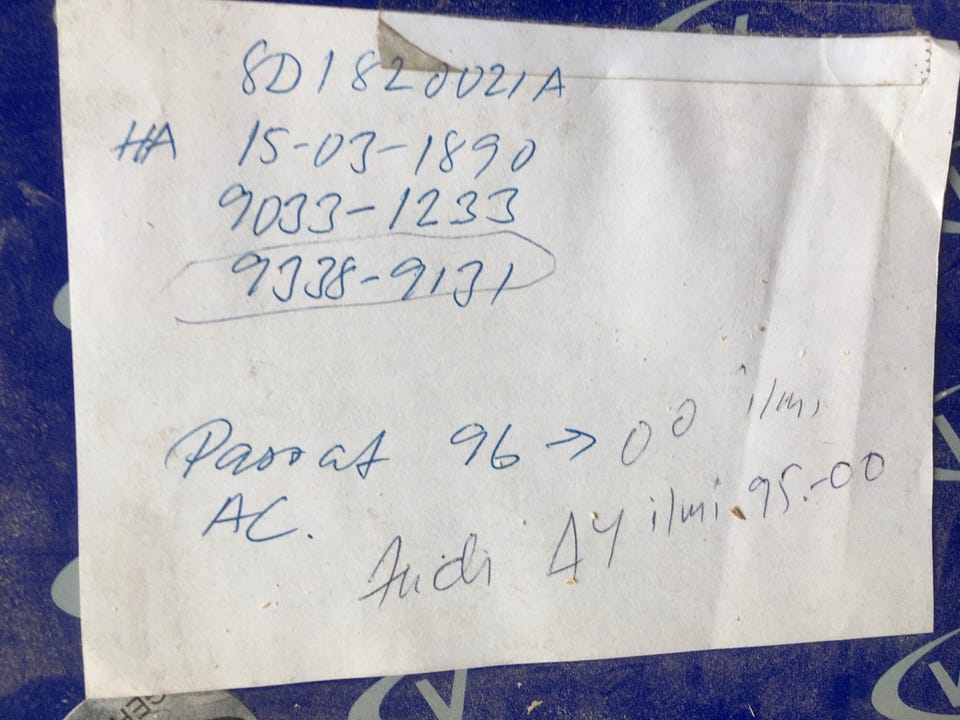 8D1820021A
HA 15-03-1890
9033-1233
9338-9131
Passat 96 → 00 ilmi
AC.
Audi A4 ilmi. 95.-00